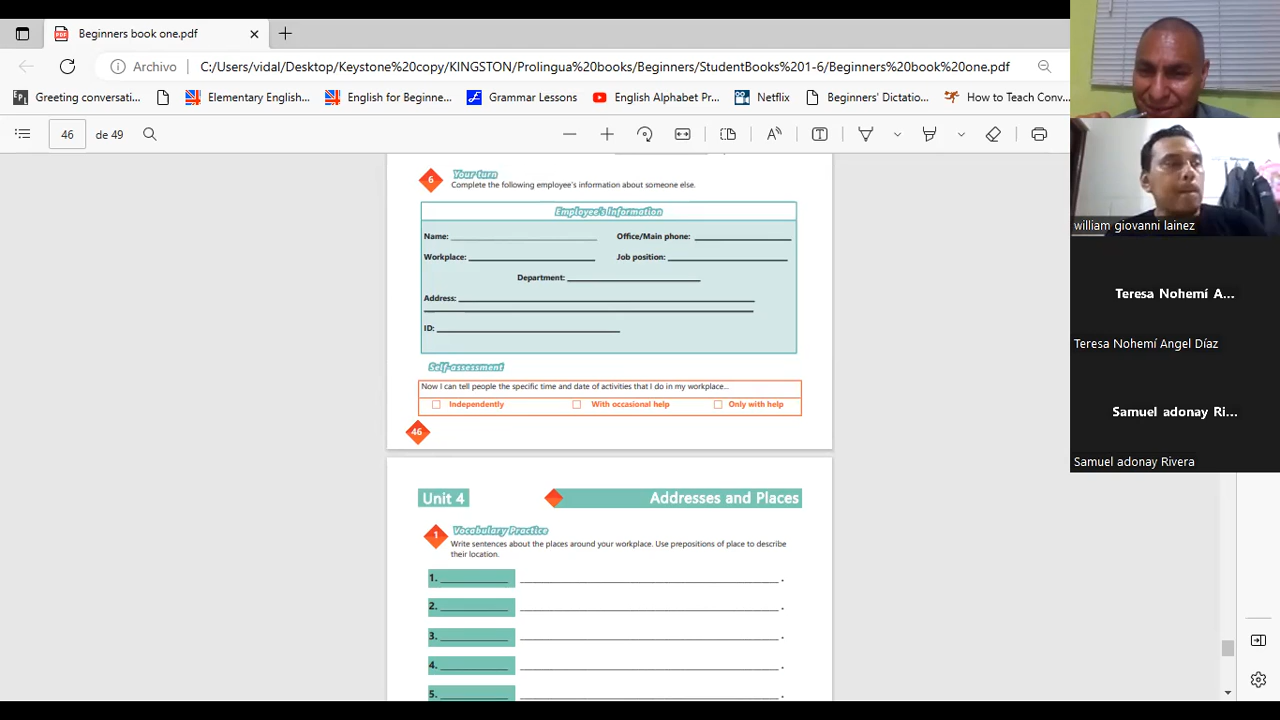 Beginners book one.pdf
Archivo
C:/Users/vidal/Desktop/Keystone%20Study/KINGSTON/Inlingua%20books/Beginners/StudentBooks%201-6/Beginners%20book%20one.pdf
Greeting conversati...
Elementary English...
English for Beginne...
Grammar Lessons
English Alphabet Pr...
Netflix
Beginners' Dictatio...
How to Teach Conv...
46 de 49
6 Your turn
Complete the following employee's information about someone else.
Employee's Information
Name: Office/Main phone:
Workplace: Job position:
Department:
Address:
ID:
Self-assessment
Now I can tell people the specific time and date of activities that I do in my workplace...
Independently With occasional help Only with help
46
Unit 4 Addresses and Places
1 Vocabulary Practice
Write sentences about the places around your workplace. Use prepositions of place to describe
their location.
1. .
2. .
3. .
4. .
5. .
william giovanni lainez
Teresa Nohemí A...
Teresa Nohemí Angel Díaz
Samuel adonay Ri...
Samuel adonay Rivera